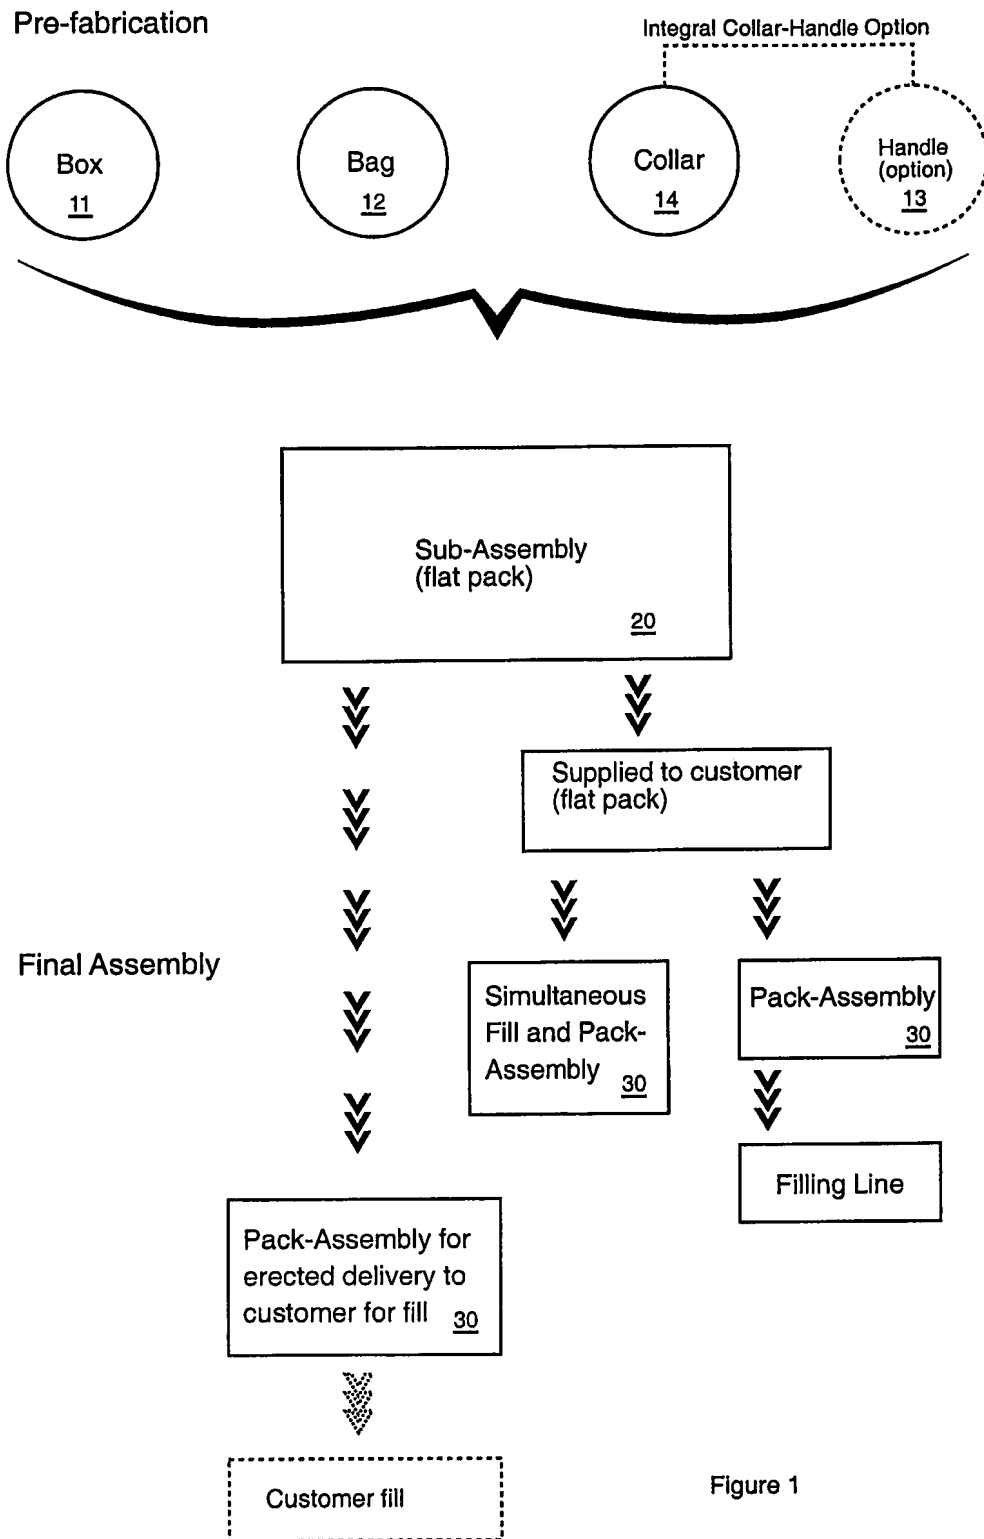 Pre-fabrication
Integral Collar-Handle Option
Box
11
Bag
12
Collar
14
Handle
(option)
13
Sub-Assembly
(flat pack)
20
Supplied to customer
(flat pack)
Final Assembly
Simultaneous
Fill and Pack-
Assembly
30
Pack-Assembly
30
Filling Line
Pack-Assembly for
erected delivery to
customer for fill
30
Customer fill
Figure 1